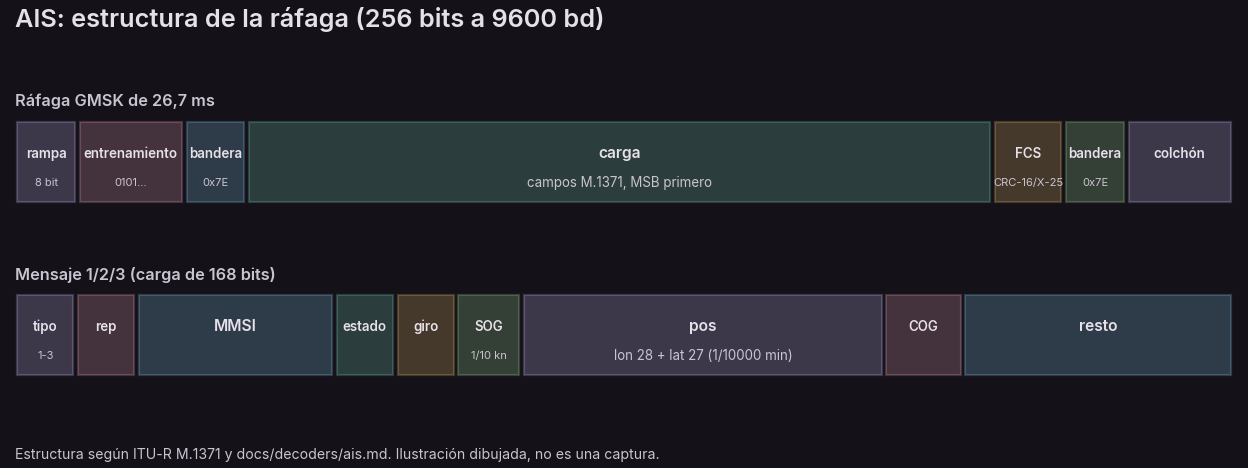 AIS: estructura de la ráfaga (256 bits a 9600 bd)
Ráfaga GMSK de 26,7 ms
rampa entrenamiento bandera carga FCS bandera colchón
8 bit 0101... 0x7E campos M.1371, MSB primero CRC-16/X-25 0x7E
Mensaje 1/2/3 (carga de 168 bits)
tipo rep MMSI estado giro SOG pos COG resto
1-3 1/10 kn lon 28 + lat 27 (1/10000 min)
Estructura según ITU-R M.1371 y docs/decoders/ais.md. Ilustración dibujada, no es una captura.